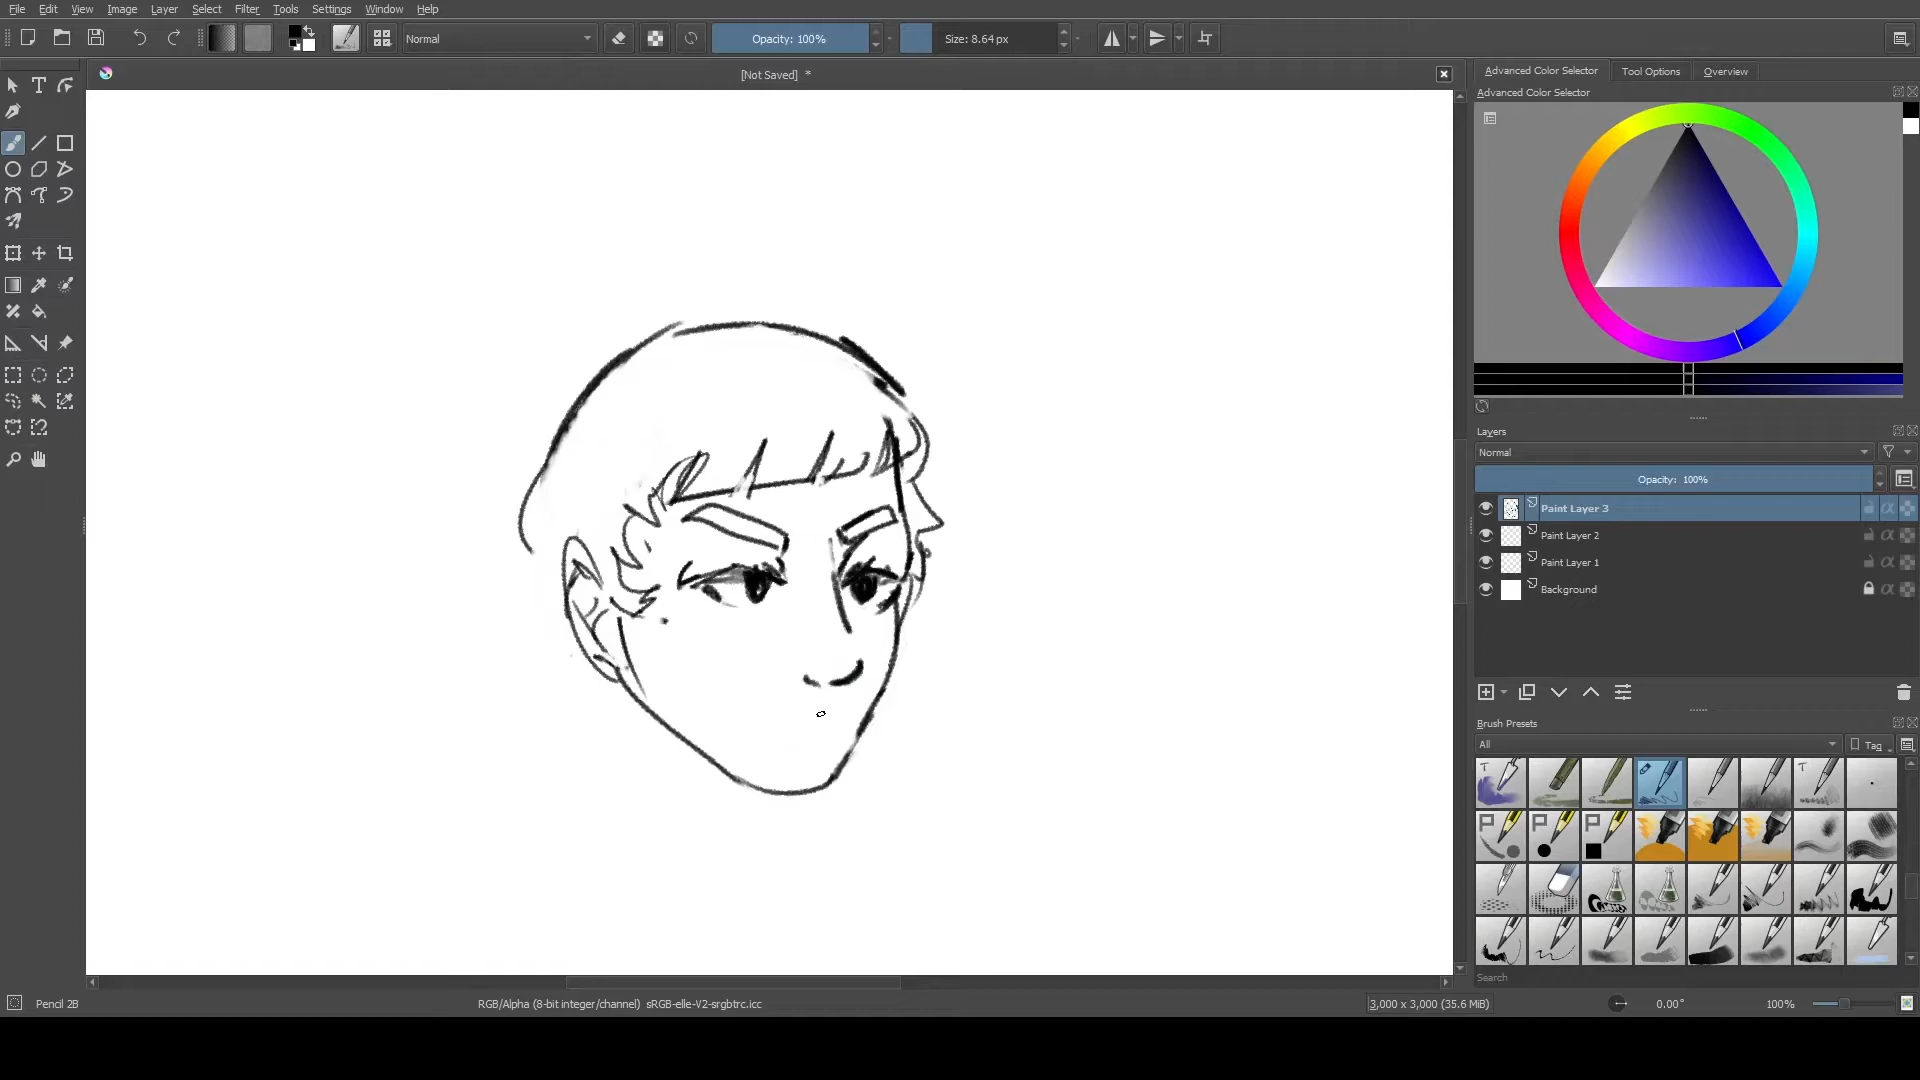 File Edit View Image Layer Select Filter Tools Settings Window Help
Normal Opacity: 100% Size: 8.64 px
[Not Saved] *
Advanced Color Selector Tool Options Overview
Advanced Color Selector
Layers
Normal
Opacity: 100%
Paint Layer 3
Paint Layer 2
Paint Layer 1
Background
Brush Presets
All Tag
T T
P P P
Search
Pencil 2B RGB/Alpha (8-bit integer/channel) sRGB-elle-V2-srgbtrc.icc 3,000 x 3,000 (35.6 MiB) 0.00° 100%